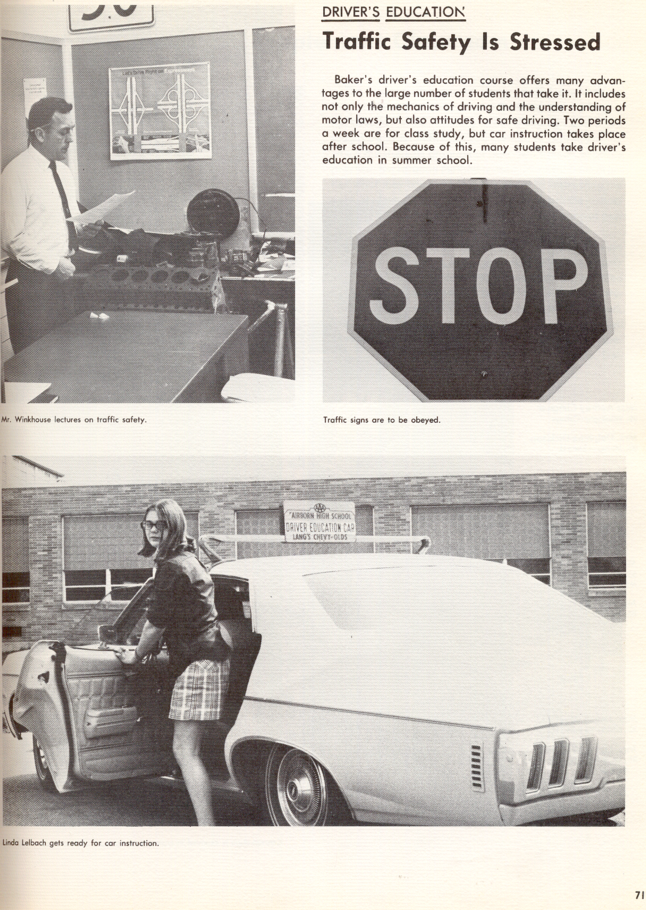 DRIVER'S EDUCATION
Traffic Safety Is Stressed
Baker's driver's education course offers many advan-
tages to the large number of students that take it. It includes
not only the mechanics of driving and the understanding of
motor laws, but also attitudes for safe driving. Two periods
a week are for class study, but car instruction takes place
after school. Because of this, many students take driver's
education in summer school.
STOP
Mr. Winkhouse lectures on traffic safety.
Traffic signs are to be obeyed.
HIGH SCHOOL
DRIVER EDUCATION CAR
LANG'S CHEVY-OLDS
Linda Lelbach gets ready for car instruction.
71